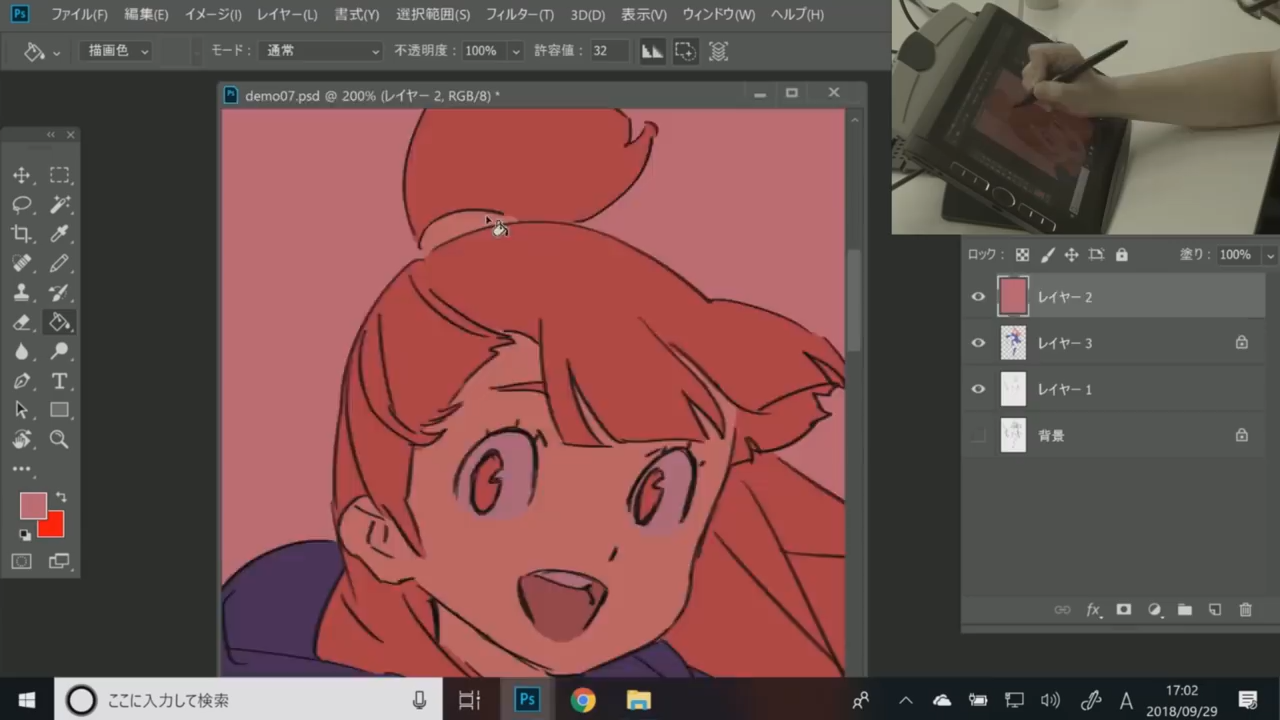 Ps ファイル(F) 編集(E) イメージ(I) レイヤー(L) 書式(Y) 選択範囲(S) フィルター(T) 3D(D) 表示(V) ウィンドウ(W) ヘルプ(H)
描画色 モード： 通常 不透明度： 100% 許容値： 32
Ps demo07.psd @ 200% (レイヤー 2, RGB/8) *
ロック： 塗り： 100%
レイヤー 2
レイヤー 3
レイヤー 1
背景
T
fx
ここに入力して検索
Ps
A
17:02
2018/09/29